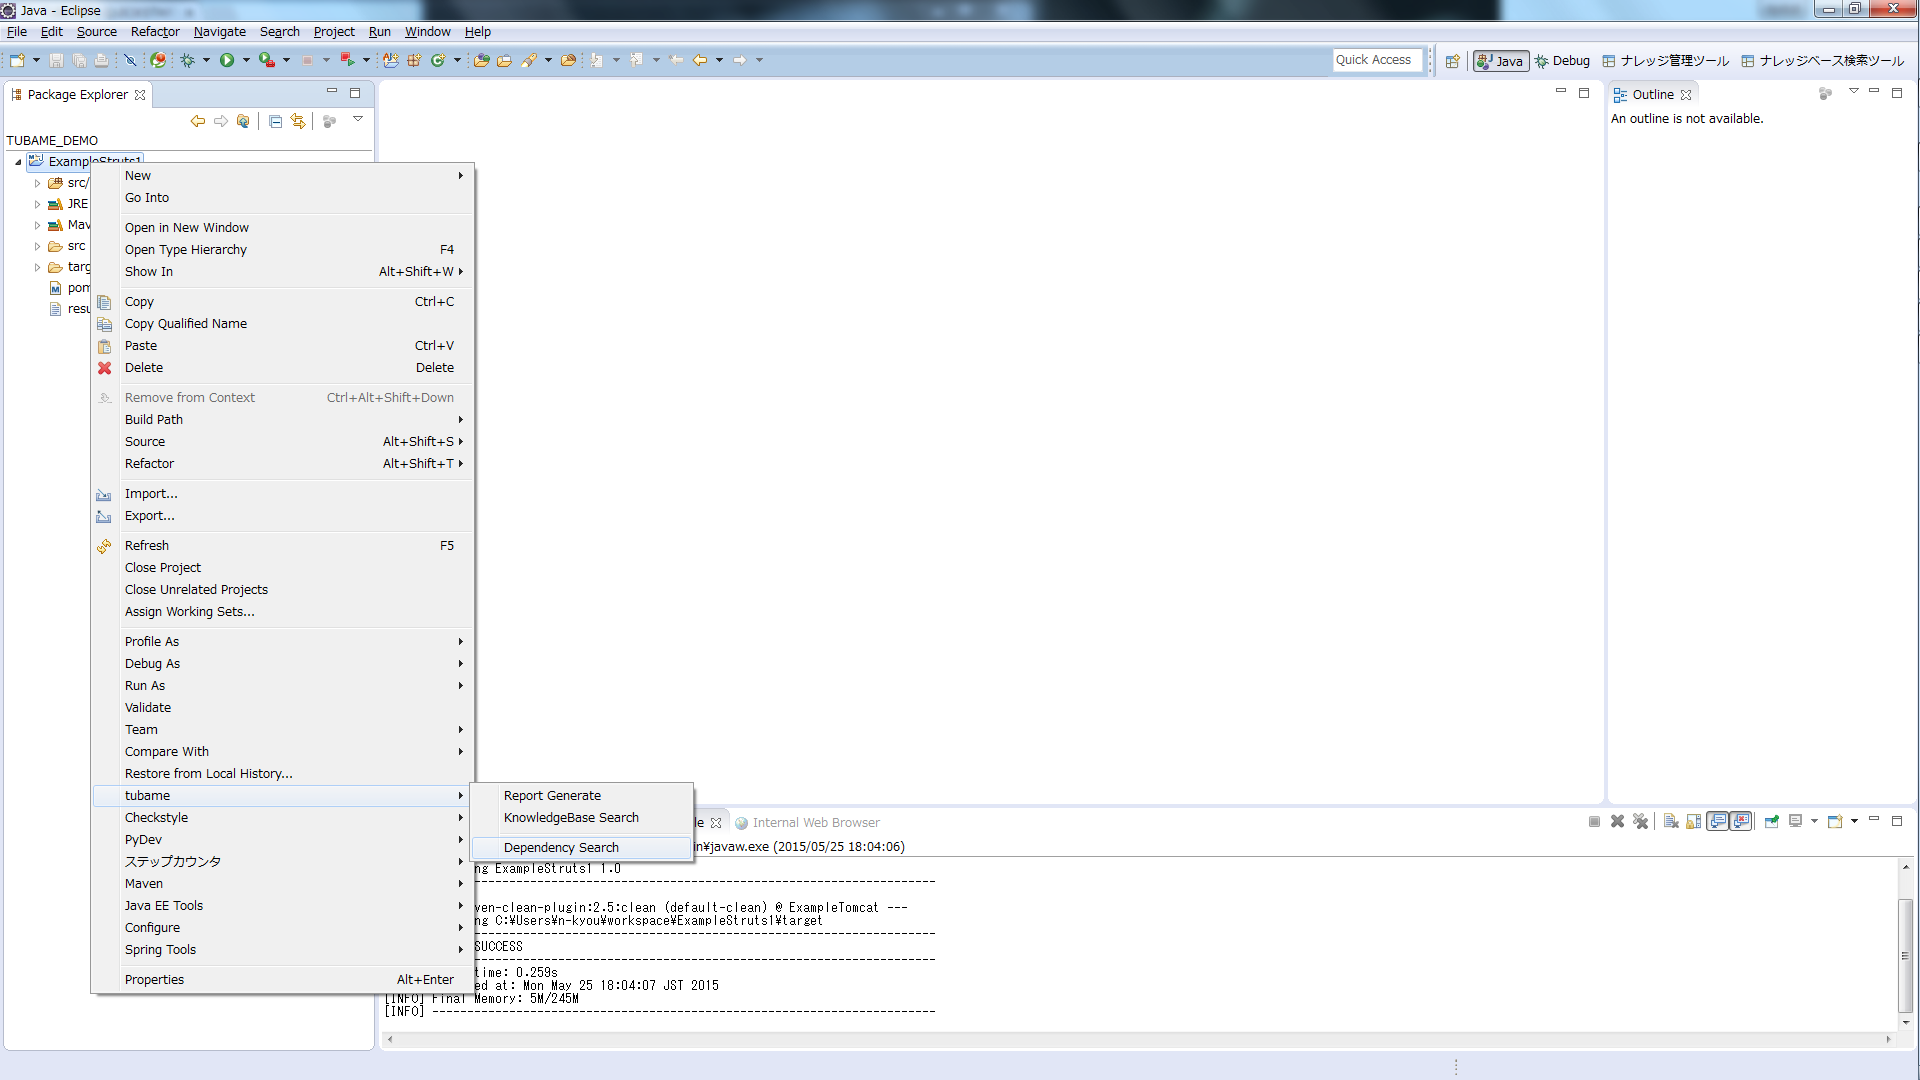 Java - Eclipse
File Edit Source Refactor Navigate Search Project Run Window Help
Quick Access
Java
Debug
ナレッジ管理ツール
ナレッジベース検索ツール
Package Explorer
TUBAME_DEMO
ExampleStruts1
src/
JRE
Mav
src
targ
pom
resu
New
Go Into
Open in New Window
Open Type Hierarchy F4
Show In Alt+Shift+W
Copy Ctrl+C
Copy Qualified Name
Paste Ctrl+V
Delete Delete
Remove from Context Ctrl+Alt+Shift+Down
Build Path
Source Alt+Shift+S
Refactor Alt+Shift+T
Import...
Export...
Refresh F5
Close Project
Close Unrelated Projects
Assign Working Sets...
Profile As
Debug As
Run As
Validate
Team
Compare With
Restore from Local History...
tubame
Checkstyle
PyDev
ステップカウンタ
Maven
Java EE Tools
Configure
Spring Tools
Properties Alt+Enter
Report Generate
KnowledgeBase Search
Dependency Search
Outline
An outline is not available.
le
Internal Web Browser
in¥javaw.exe (2015/05/25 18:04:06)
ng ExampleStruts1 1.0
------------------------------------------------------------------------
ven-clean-plugin:2.5:clean (default-clean) @ ExampleTomcat ---
ng C:¥Users¥n-kyou¥workspace¥ExampleStruts1¥target
------------------------------------------------------------------------
SUCCESS
------------------------------------------------------------------------
time: 0.259s
ed at: Mon May 25 18:04:07 JST 2015
[INFO] Final Memory: 5M/245M
[INFO] ------------------------------------------------------------------------